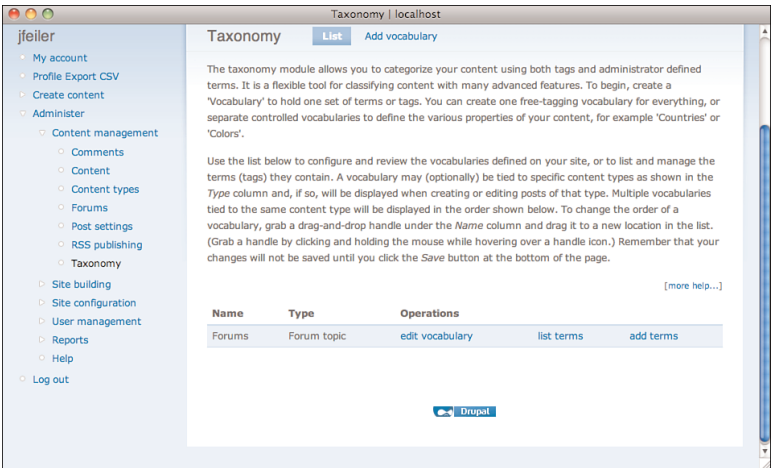 Taxonomy | localhost
jfeiler
My account
Profile Export CSV
Create content
Administer
Content management
Comments
Content
Content types
Forums
Post settings
RSS publishing
Taxonomy
Site building
Site configuration
User management
Reports
Help
Log out
Taxonomy List Add vocabulary
The taxonomy module allows you to categorize your content using both tags and administrator defined
terms. It is a flexible tool for classifying content with many advanced features. To begin, create a
'Vocabulary' to hold one set of terms or tags. You can create one free-tagging vocabulary for everything, or
separate controlled vocabularies to define the various properties of your content, for example 'Countries' or
'Colors'.
Use the list below to configure and review the vocabularies defined on your site, or to list and manage the
terms (tags) they contain. A vocabulary may (optionally) be tied to specific content types as shown in the
Type column and, if so, will be displayed when creating or editing posts of that type. Multiple vocabularies
tied to the same content type will be displayed in the order shown below. To change the order of a
vocabulary, grab a drag-and-drop handle under the Name column and drag it to a new location in the list.
(Grab a handle by clicking and holding the mouse while hovering over a handle icon.) Remember that your
changes will not be saved until you click the Save button at the bottom of the page.
[more help...]
Name Type Operations
Forums Forum topic edit vocabulary list terms add terms
Drupal